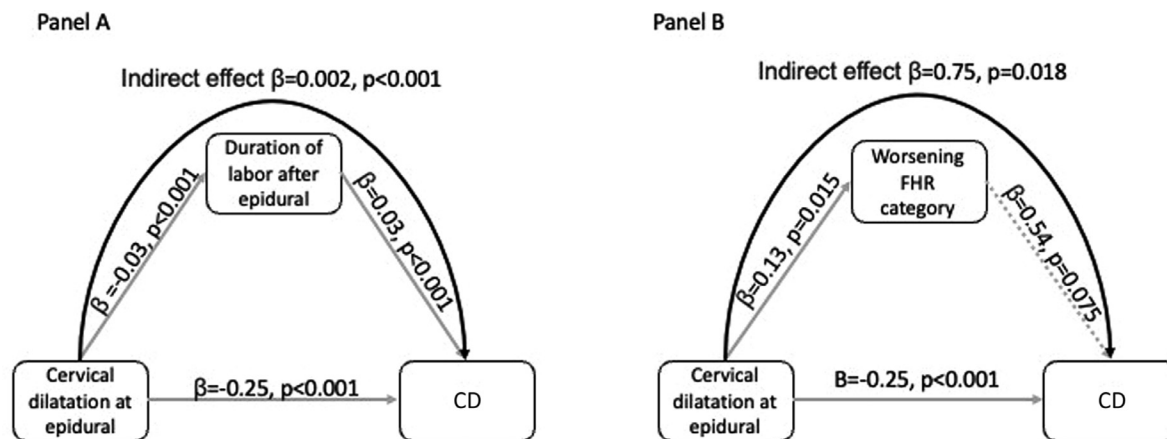 Panel A
Indirect effect β=0.002, p<0.001
Duration of
labor after
epidural
β =-0.03, p<0.001
β=0.03, p<0.001
Cervical
dilatation at
epidural
β=-0.25, p<0.001
CD
Panel B
Indirect effect β=0.75, p=0.018
Worsening
FHR
category
β=0.13, p=0.015
β=0.54, p=0.075
Cervical
dilatation at
epidural
B=-0.25, p<0.001
CD